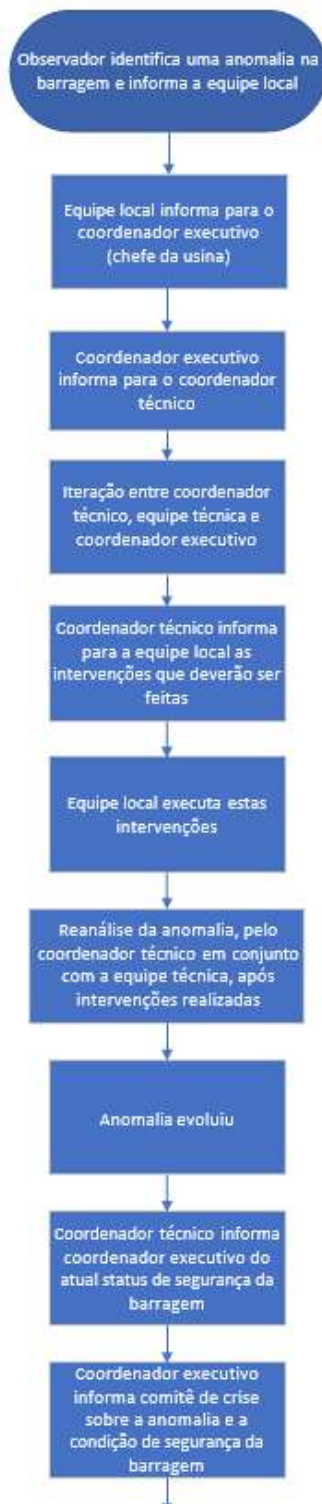 Observador identifica uma anomalia na
barragem e informa a equipe local
Equipe local informa para o
coordenador executivo
(chefe da usina)
Coordenador executivo
informa para o coordenador
técnico
Iteração entre coordenador
técnico, equipe técnica e
coordenador executivo
Coordenador técnico informa
para a equipe local as
intervenções que deverão ser
feitas
Equipe local executa estas
intervenções
Reanálise da anomalia, pelo
coordenador técnico em conjunto
com a equipe técnica, após
intervenções realizadas
Anomalia evoluiu
Coordenador técnico informa
coordenador executivo do
atual status de segurança da
barragem
Coordenador executivo
informa comitê de crise
sobre a anomalia e a
condição de segurança da
barragem